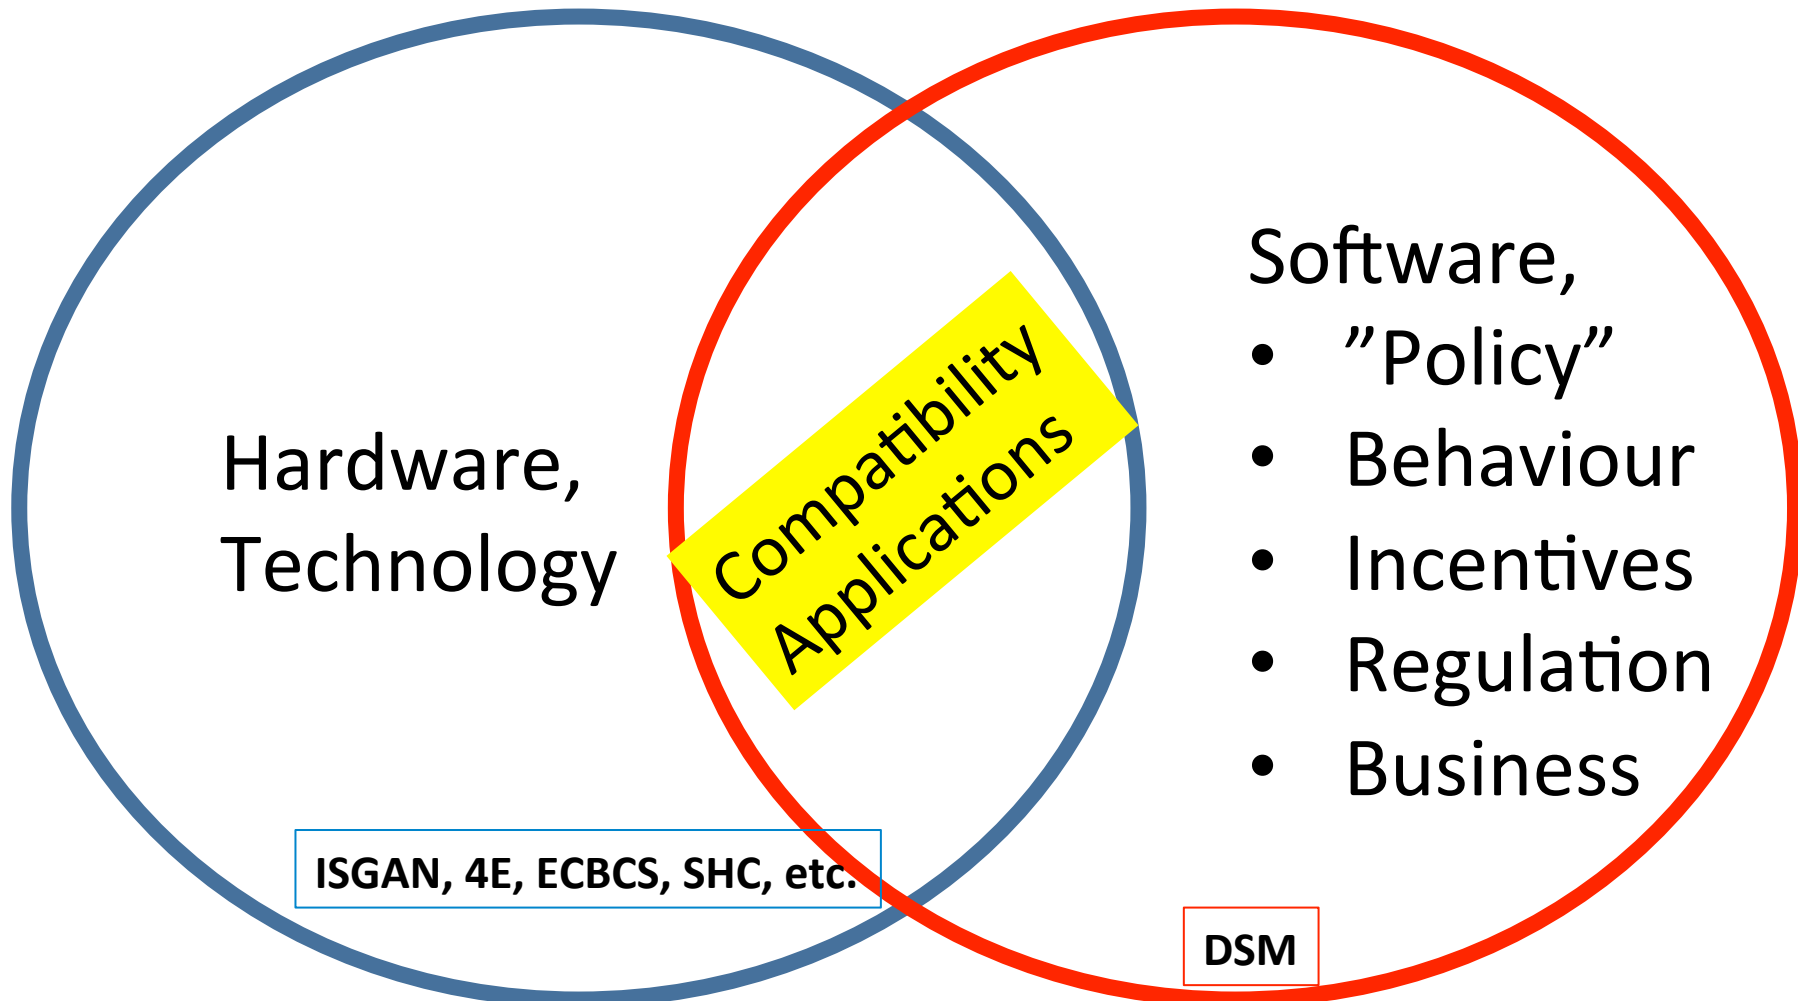 Hardware,
Technology
Compatibility
Applications
Software,
• ”Policy”
• Behaviour
• Incentives
• Regulation
• Business
ISGAN, 4E, ECBCS, SHC, etc.
DSM